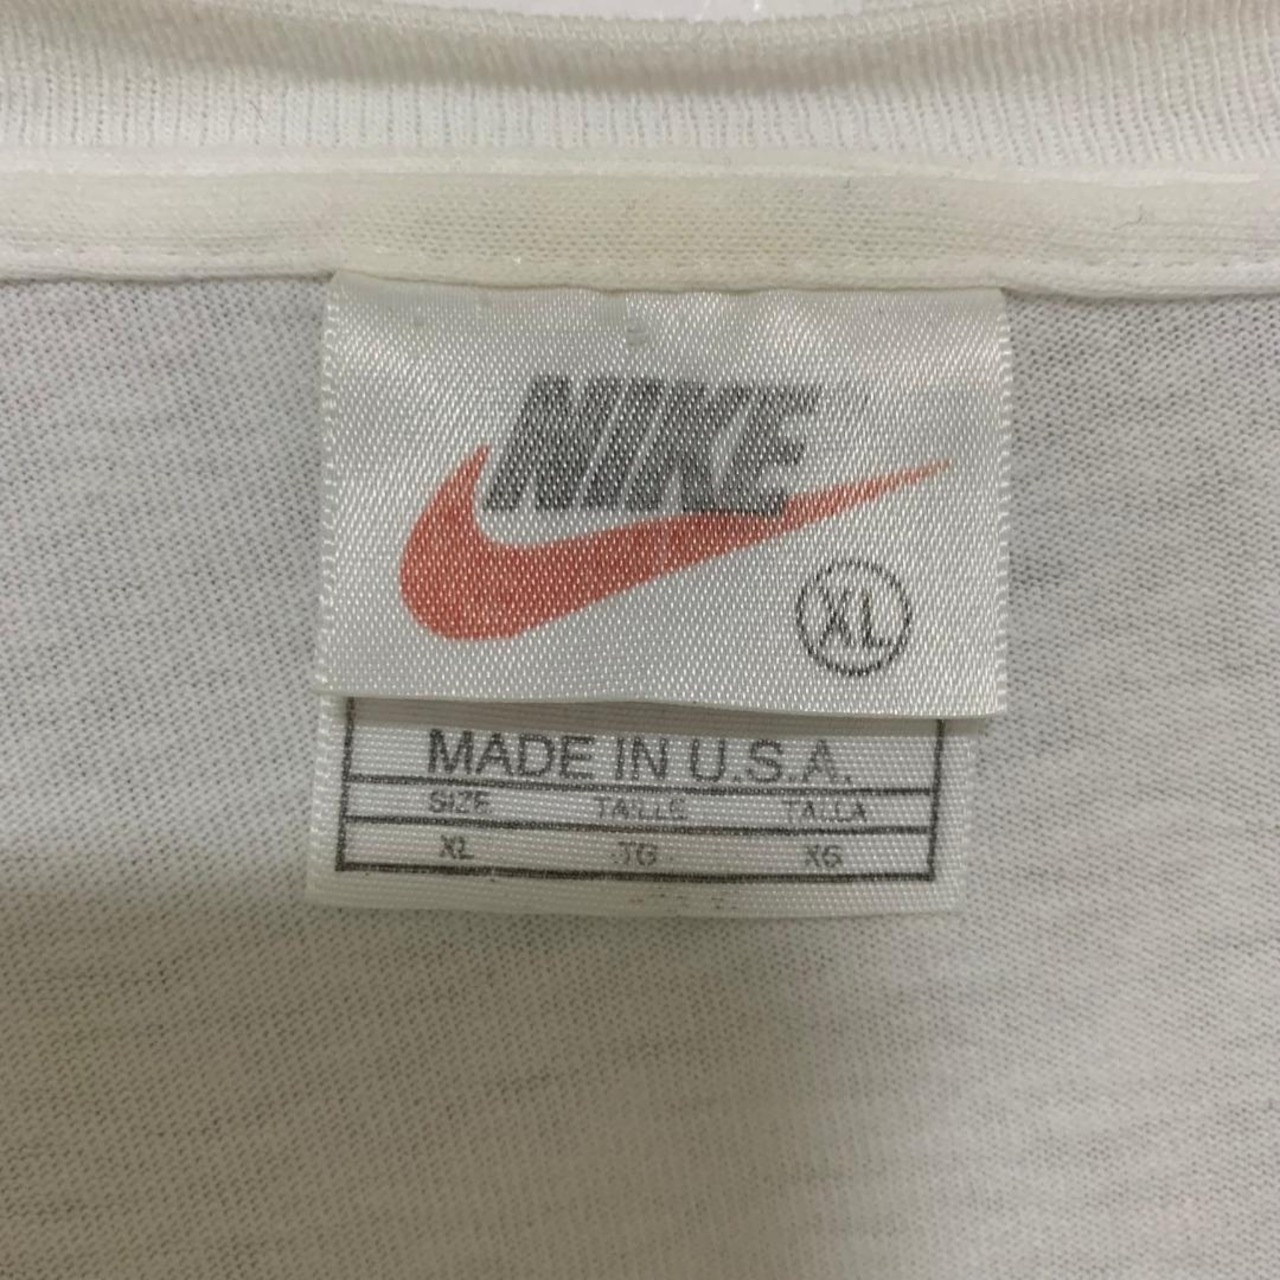 NIKE
XL
MADE IN U.S.A.
SIZE TAILLE TALLA
XL TG XG